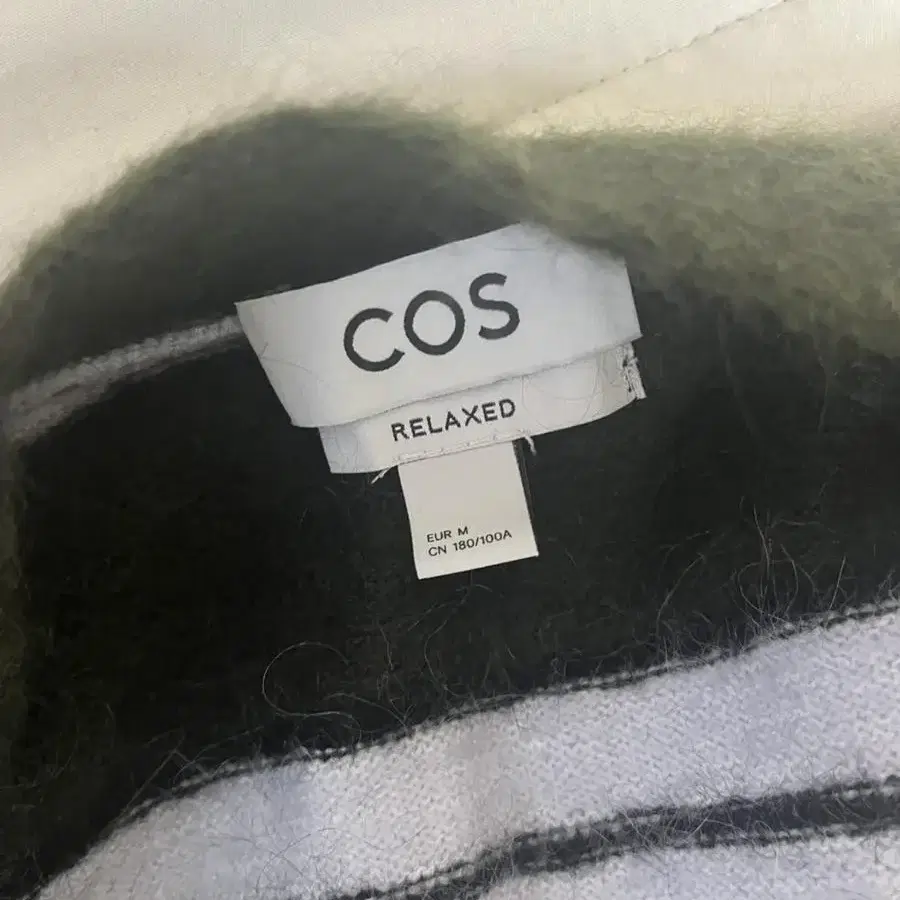 COS
RELAXED
EUR M
CN 180/100A